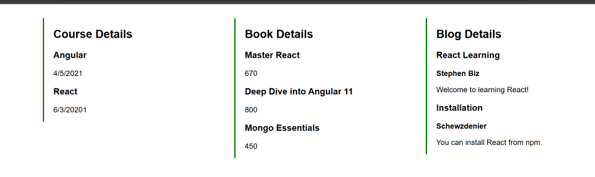 Course Details
Angular
4/5/2021
React
6/3/20201
Book Details
Master React
670
Deep Dive into Angular 11
800
Mongo Essentials
450
Blog Details
React Learning
Stephen Biz
Welcome to learning React!
Installation
Schewzdenier
You can install React from npm.